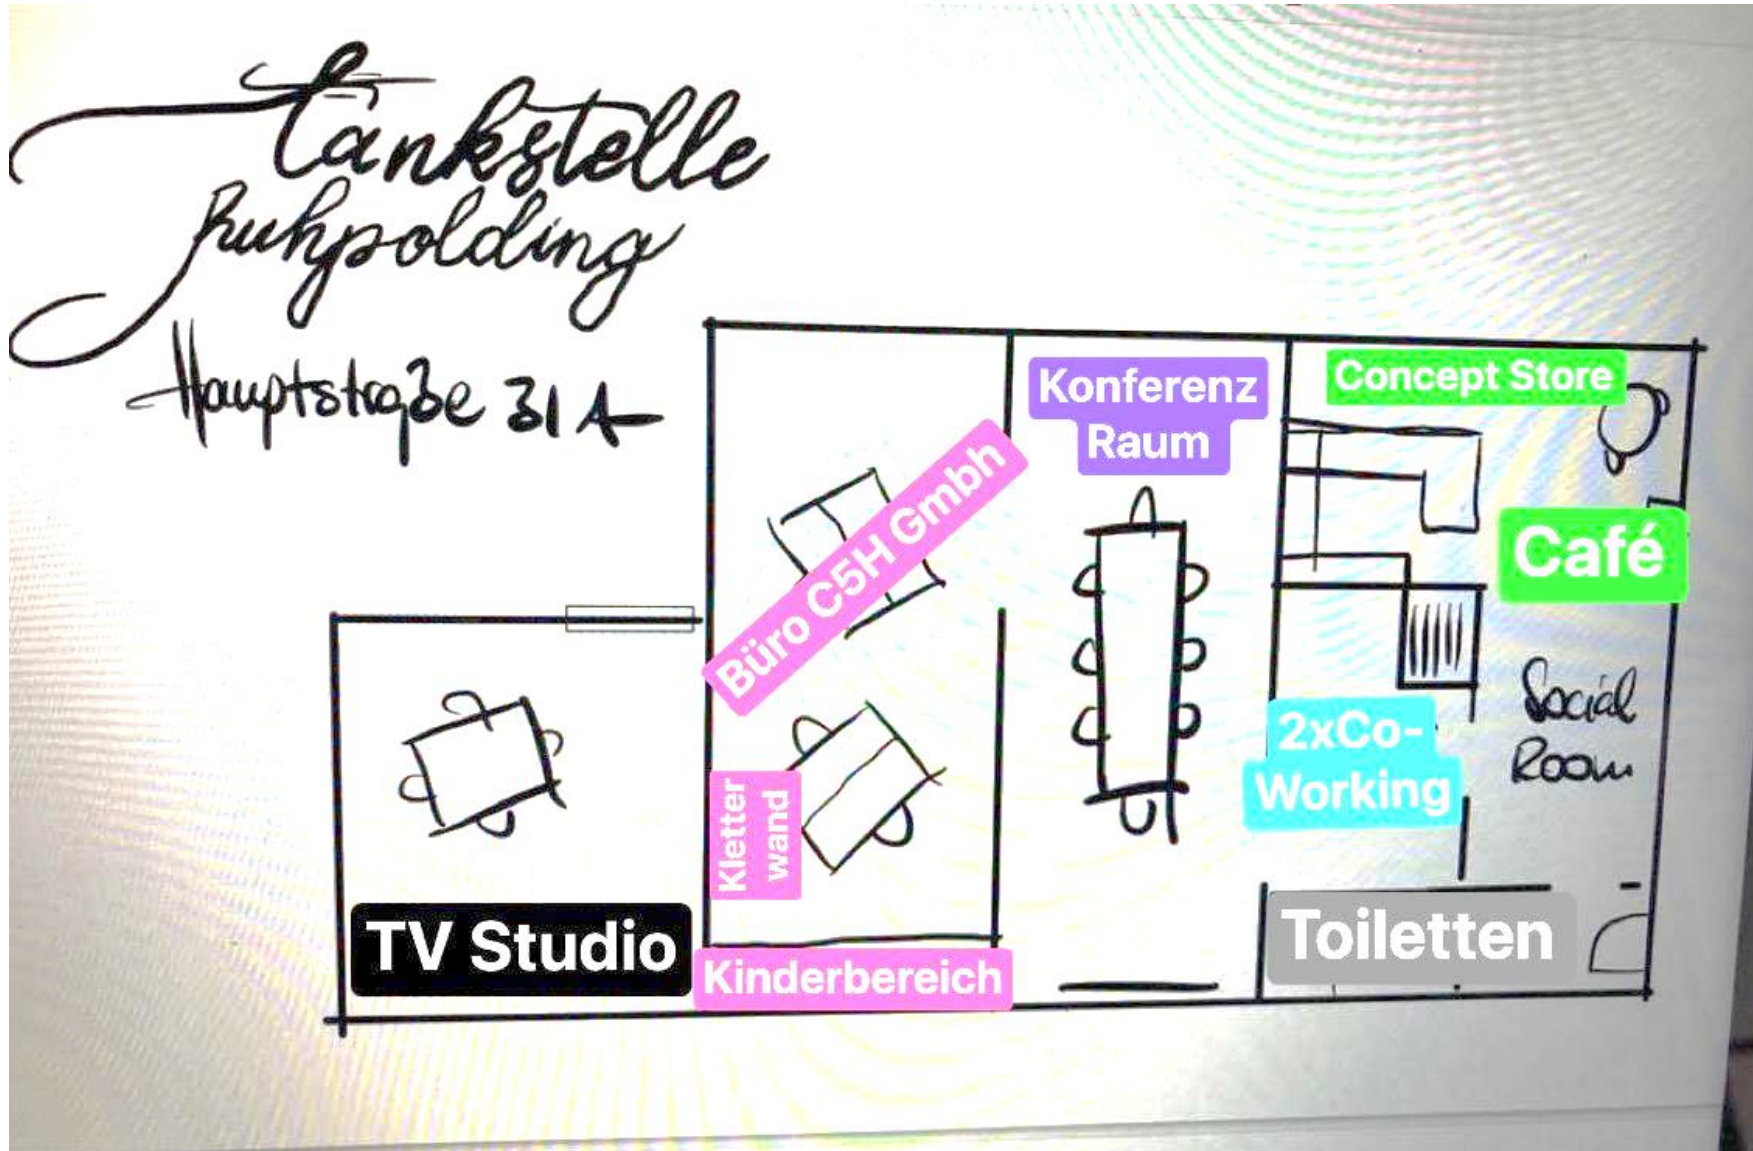 Tankstelle
Ruhpolding
Hauptstraße 31 A
Konferenz
Raum
Concept Store
Büro C5H Gmbh
Café
Social
Room
2xCo-
Working
Kletter
wand
TV Studio
Kinderbereich
Toiletten